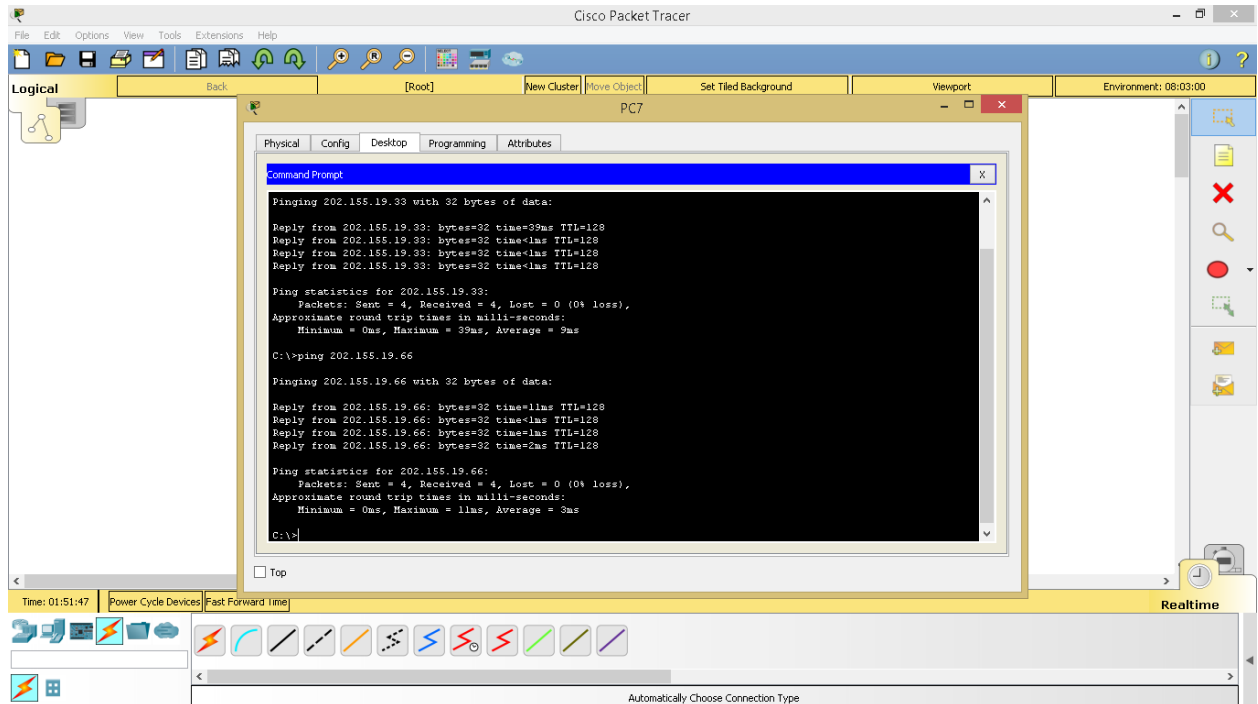 Cisco Packet Tracer
File Edit Options View Tools Extensions Help
Logical
Back
[Root]
New Cluster
Move Object
Set Tiled Background
Viewport
Environment: 08:03:00
PC7
Physical Config Desktop Programming Attributes
Command Prompt
X
Pinging 202.155.19.33 with 32 bytes of data:
Reply from 202.155.19.33: bytes=32 time=39ms TTL=128
Reply from 202.155.19.33: bytes=32 time<1ms TTL=128
Reply from 202.155.19.33: bytes=32 time<1ms TTL=128
Reply from 202.155.19.33: bytes=32 time<1ms TTL=128
Ping statistics for 202.155.19.33:
Packets: Sent = 4, Received = 4, Lost = 0 (0% loss),
Approximate round trip times in milli-seconds:
Minimum = 0ms, Maximum = 39ms, Average = 9ms
C:\>ping 202.155.19.66
Pinging 202.155.19.66 with 32 bytes of data:
Reply from 202.155.19.66: bytes=32 time=11ms TTL=128
Reply from 202.155.19.66: bytes=32 time<1ms TTL=128
Reply from 202.155.19.66: bytes=32 time=1ms TTL=128
Reply from 202.155.19.66: bytes=32 time=2ms TTL=128
Ping statistics for 202.155.19.66:
Packets: Sent = 4, Received = 4, Lost = 0 (0% loss),
Approximate round trip times in milli-seconds:
Minimum = 0ms, Maximum = 11ms, Average = 3ms
C:\>
Top
Time: 01:51:47
Power Cycle Devices
Fast Forward Time
Realtime
Automatically Choose Connection Type